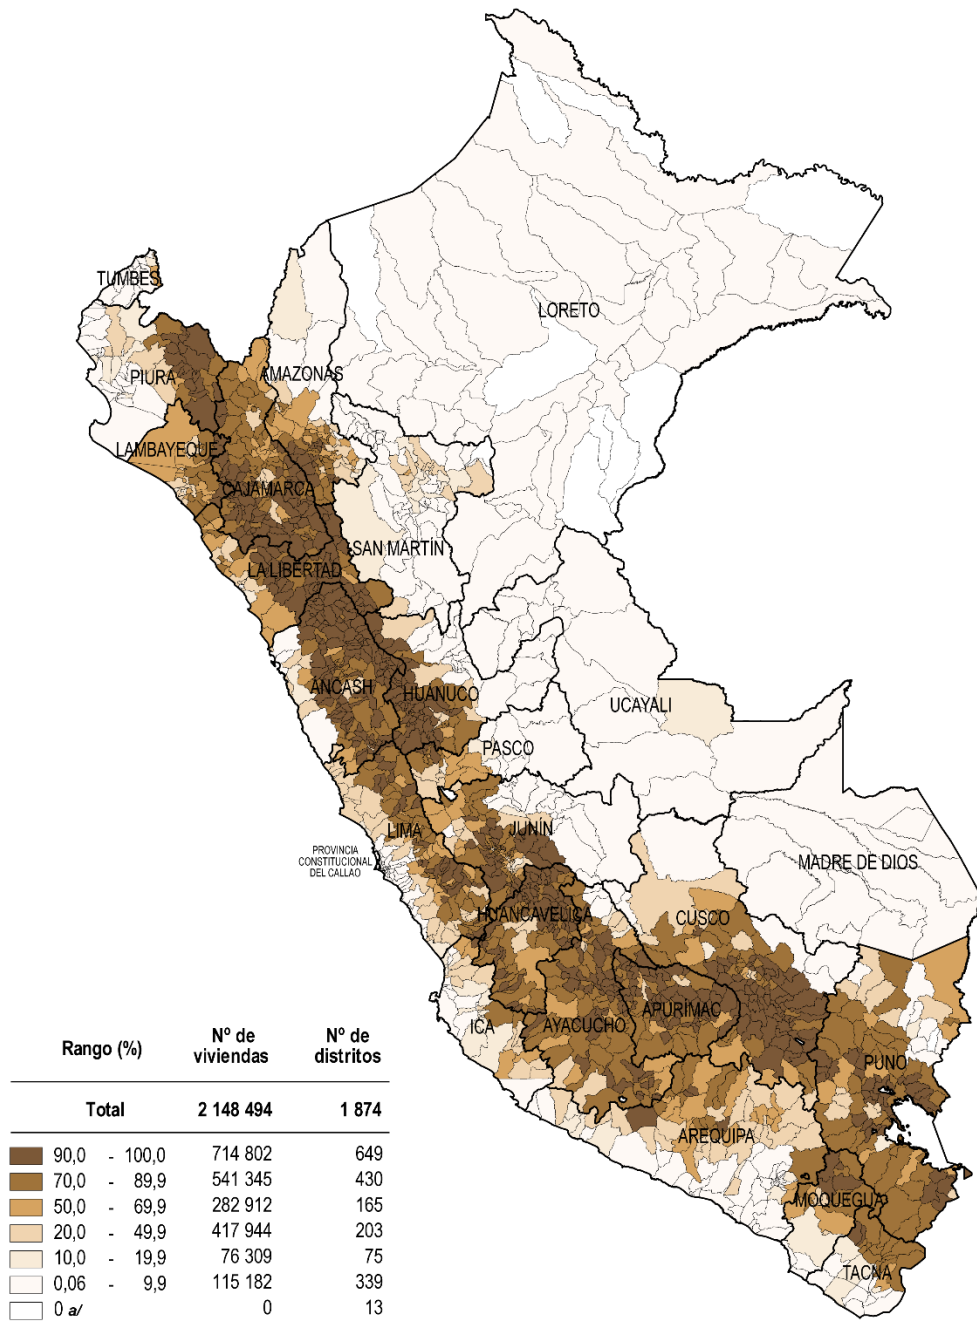 TUMBES
LORETO
PIURA
AMAZONAS
LAMBAYEQUE
CAJAMARCA
SAN MARTÍN
LA LIBERTAD
ANCASH
HUÁNUCO
UCAYALI
PASCO
LIMA
JUNÍN
PROVINCIA
CONSTITUCIONAL
DEL CALLAO
MADRE DE DIOS
HUANCAVELICA
CUSCO
ICA
AYACUCHO
APURÍMAC
PUNO
AREQUIPA
MOQUEGUA
TACNA
Rango (%) Nº de viviendas Nº de distritos
Total 2 148 494 1 874
90,0 - 100,0 714 802 649
70,0 - 89,9 541 345 430
50,0 - 69,9 282 912 165
20,0 - 49,9 417 944 203
10,0 - 19,9 76 309 75
0,06 - 9,9 115 182 339
0 a/ 0 13